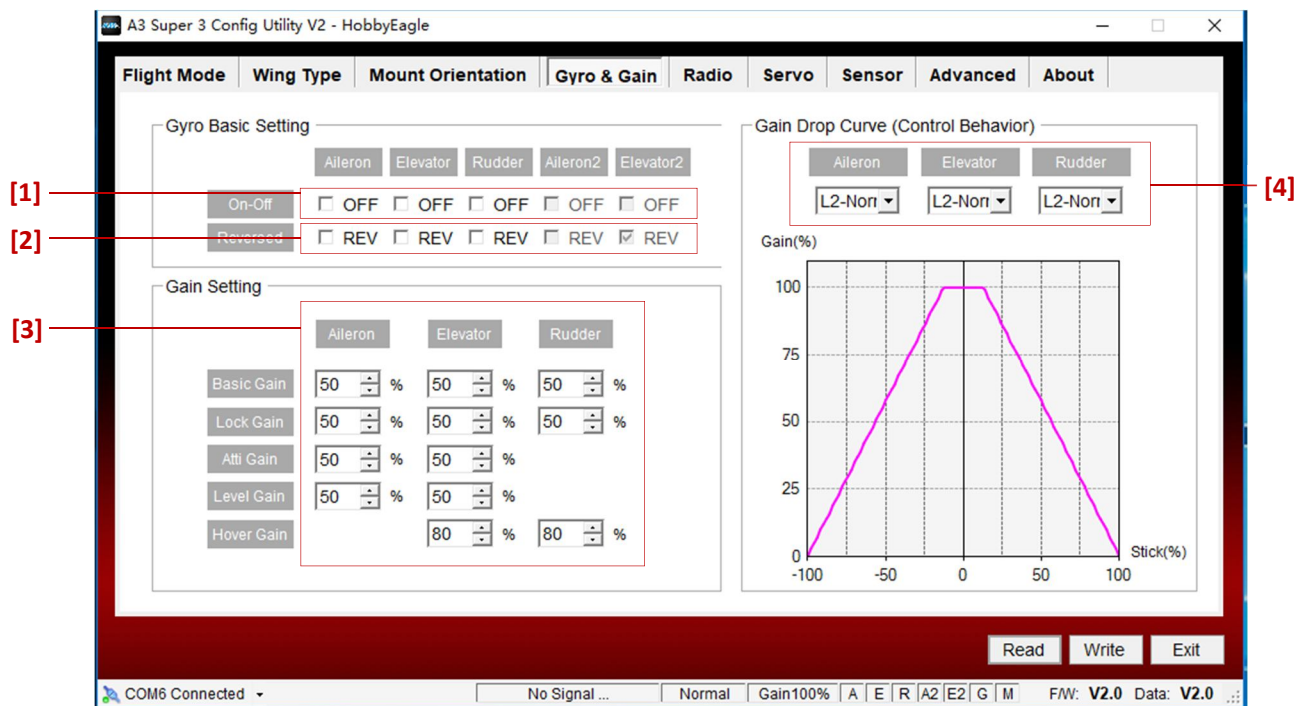 A3 Super 3 Config Utility V2 - HobbyEagle
Flight Mode Wing Type Mount Orientation Gyro & Gain Radio Servo Sensor Advanced About
Gyro Basic Setting
Aileron Elevator Rudder Aileron2 Elevator2
[1] On-Off OFF OFF OFF OFF OFF
[2] Reversed REV REV REV REV REV
Gain Setting
[3] Aileron Elevator Rudder
Basic Gain 50 % 50 % 50 %
Lock Gain 50 % 50 % 50 %
Atti Gain 50 % 50 %
Level Gain 50 % 50 %
Hover Gain 80 % 80 %
Gain Drop Curve (Control Behavior)
Aileron Elevator Rudder
L2-Norr L2-Norr L2-Norr [4]
Gain(%)
100
75
50
25
0
Stick(%)
-100 -50 0 50 100
Read Write Exit
COM6 Connected No Signal ... Normal Gain100% A E R A2 E2 G M F/W: V2.0 Data: V2.0